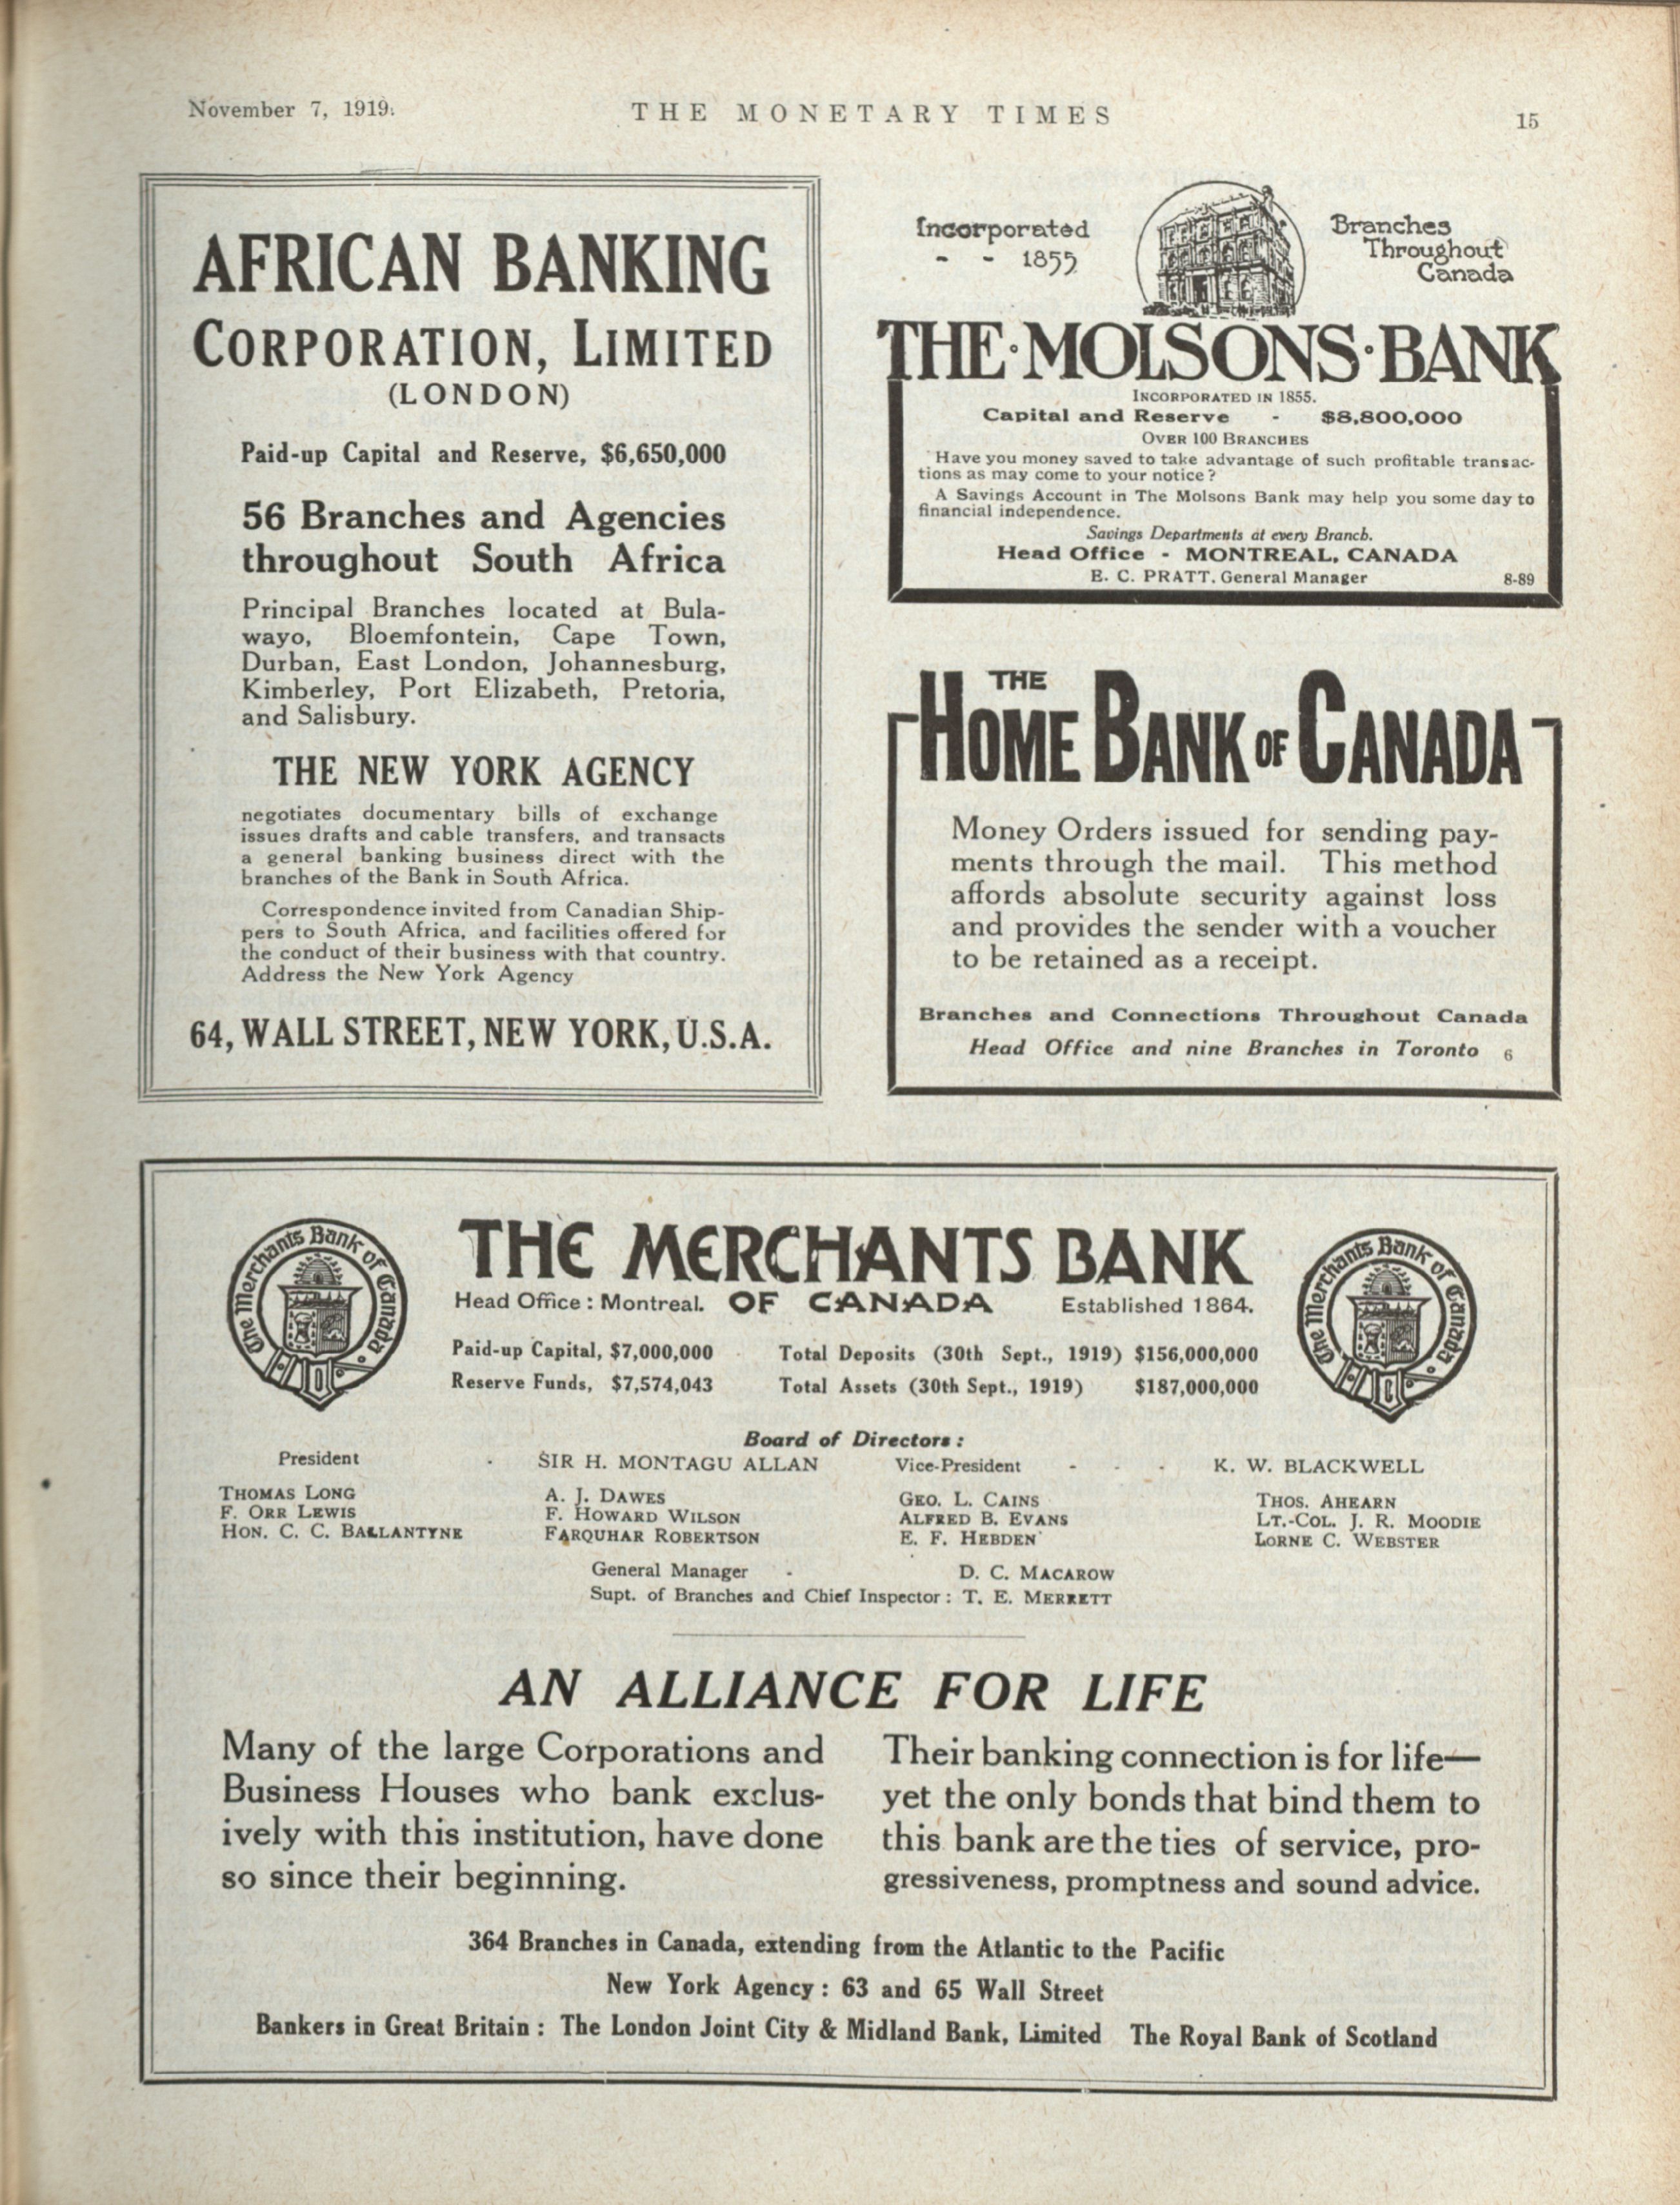 November 7, 1919.
THE MONETARY TIMES
15
AFRICAN BANKING
CORPORATION, LIMITED
(LONDON)
Paid-up Capital and Reserve, $6,650,000
56 Branches and Agencies
throughout South Africa
Principal Branches located at Bula-
wayo, Bloemfontein, Cape Town,
Durban, East London, Johannesburg,
Kimberley, Port Elizabeth, Pretoria,
and Salisbury.
THE NEW YORK AGENCY
negotiates documentary bills of exchange
issues drafts and cable transfers, and transacts
a general banking business direct with the
branches of the Bank in South Africa.
Correspondence invited from Canadian Ship-
pers to South Africa, and facilities offered for
the conduct of their business with that country.
Address the New York Agency
64, WALL STREET, NEW YORK, U.S.A.
Incorporated
- - 1855
Branches
Throughout
Canada
THE·MOLSONS·BANK
INCORPORATED IN 1855.
Capital and Reserve - $8,800,000
OVER 100 BRANCHES
Have you money saved to take advantage of such profitable transac-
tions as may come to your notice?
A Savings Account in The Molsons Bank may help you some day to
financial independence.
Savings Departments at every Branch.
Head Office - MONTREAL, CANADA
E. C. PRATT, General Manager 8-89
THE
HOME BANK OF CANADA
Money Orders issued for sending pay-
ments through the mail. This method
affords absolute security against loss
and provides the sender with a voucher
to be retained as a receipt.
Branches and Connections Throughout Canada
Head Office and nine Branches in Toronto 6
The Merchants Bank of Canada
THE MERCHANTS BANK
Head Office: Montreal. OF CANADA Established 1864.
The Merchants Bank of Canada
Paid-up Capital, $7,000,000 Total Deposits (30th Sept., 1919) $156,000,000
Reserve Funds, $7,574,043 Total Assets (30th Sept., 1919) $187,000,000
Board of Directors:
President - SIR H. MONTAGU ALLAN Vice-President - - - K. W. BLACKWELL
THOMAS LONG A. J. DAWES GEO. L. CAINS THOS. AHEARN
F. ORR LEWIS F. HOWARD WILSON ALFRED B. EVANS LT.-COL. J. R. MOODIE
HON. C. C. BALLANTYNE FARQUHAR ROBERTSON E. F. HEBDEN LORNE C. WEBSTER
General Manager - D. C. MACAROW
Supt. of Branches and Chief Inspector: T. E. MERRETT
AN ALLIANCE FOR LIFE
Many of the large Corporations and
Business Houses who bank exclus-
ively with this institution, have done
so since their beginning.
Their banking connection is for life—
yet the only bonds that bind them to
this bank are the ties of service, pro-
gressiveness, promptness and sound advice.
364 Branches in Canada, extending from the Atlantic to the Pacific
New York Agency: 63 and 65 Wall Street
Bankers in Great Britain: The London Joint City & Midland Bank, Limited The Royal Bank of Scotland